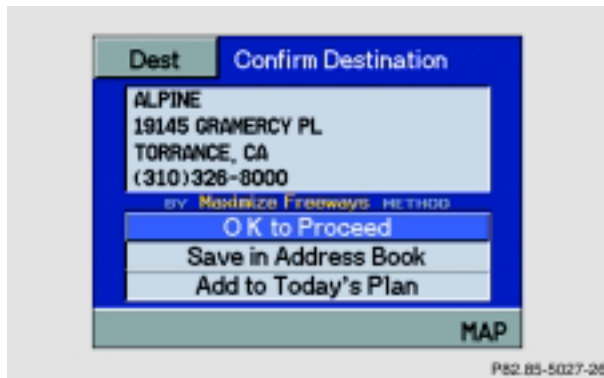 Dest Confirm Destination
ALPINE
19145 GRAMERCY PL
TORRANCE, CA
(310)326-8000
BY Maximize Freeways METHOD
OK to Proceed
Save in Address Book
Add to Today's Plan
MAP
P82.85-5027-26